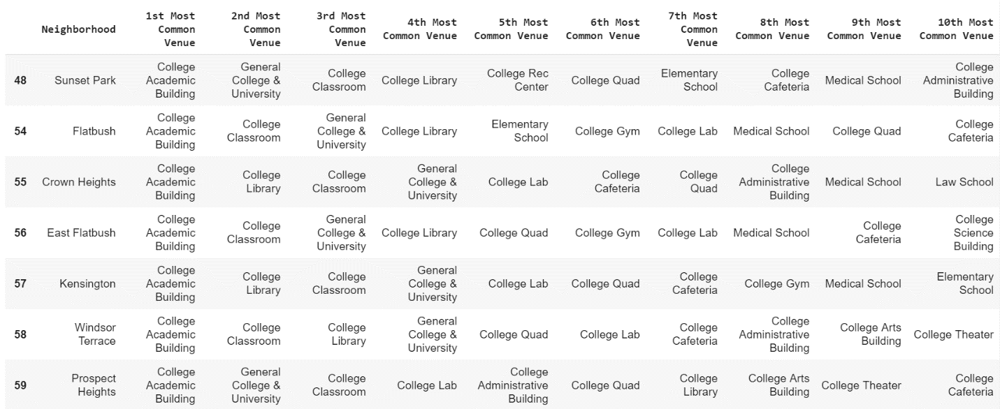 Neighborhood 1st Most Common Venue 2nd Most Common Venue 3rd Most Common Venue 4th Most Common Venue 5th Most Common Venue 6th Most Common Venue 7th Most Common Venue 8th Most Common Venue 9th Most Common Venue 10th Most Common Venue
48 Sunset Park College Academic Building General College & University College Classroom College Library College Rec Center College Quad Elementary School College Cafeteria Medical School College Administrative Building
54 Flatbush College Academic Building College Classroom General College & University College Library Elementary School College Gym College Lab Medical School College Quad College Cafeteria
55 Crown Heights College Academic Building College Library College Classroom General College & University College Lab College Cafeteria College Quad College Administrative Building Medical School Law School
56 East Flatbush College Academic Building College Classroom General College & University College Library College Quad College Gym College Lab Medical School College Cafeteria College Science Building
57 Kensington College Academic Building College Library College Classroom General College & University College Lab College Quad College Cafeteria College Gym Medical School Elementary School
58 Windsor Terrace College Academic Building College Classroom College Library General College & University College Quad College Lab College Cafeteria College Administrative Building College Arts Building College Theater
59 Prospect Heights College Academic Building General College & University College Classroom College Lab College Administrative Building College Quad College Library College Arts Building College Theater College Cafeteria